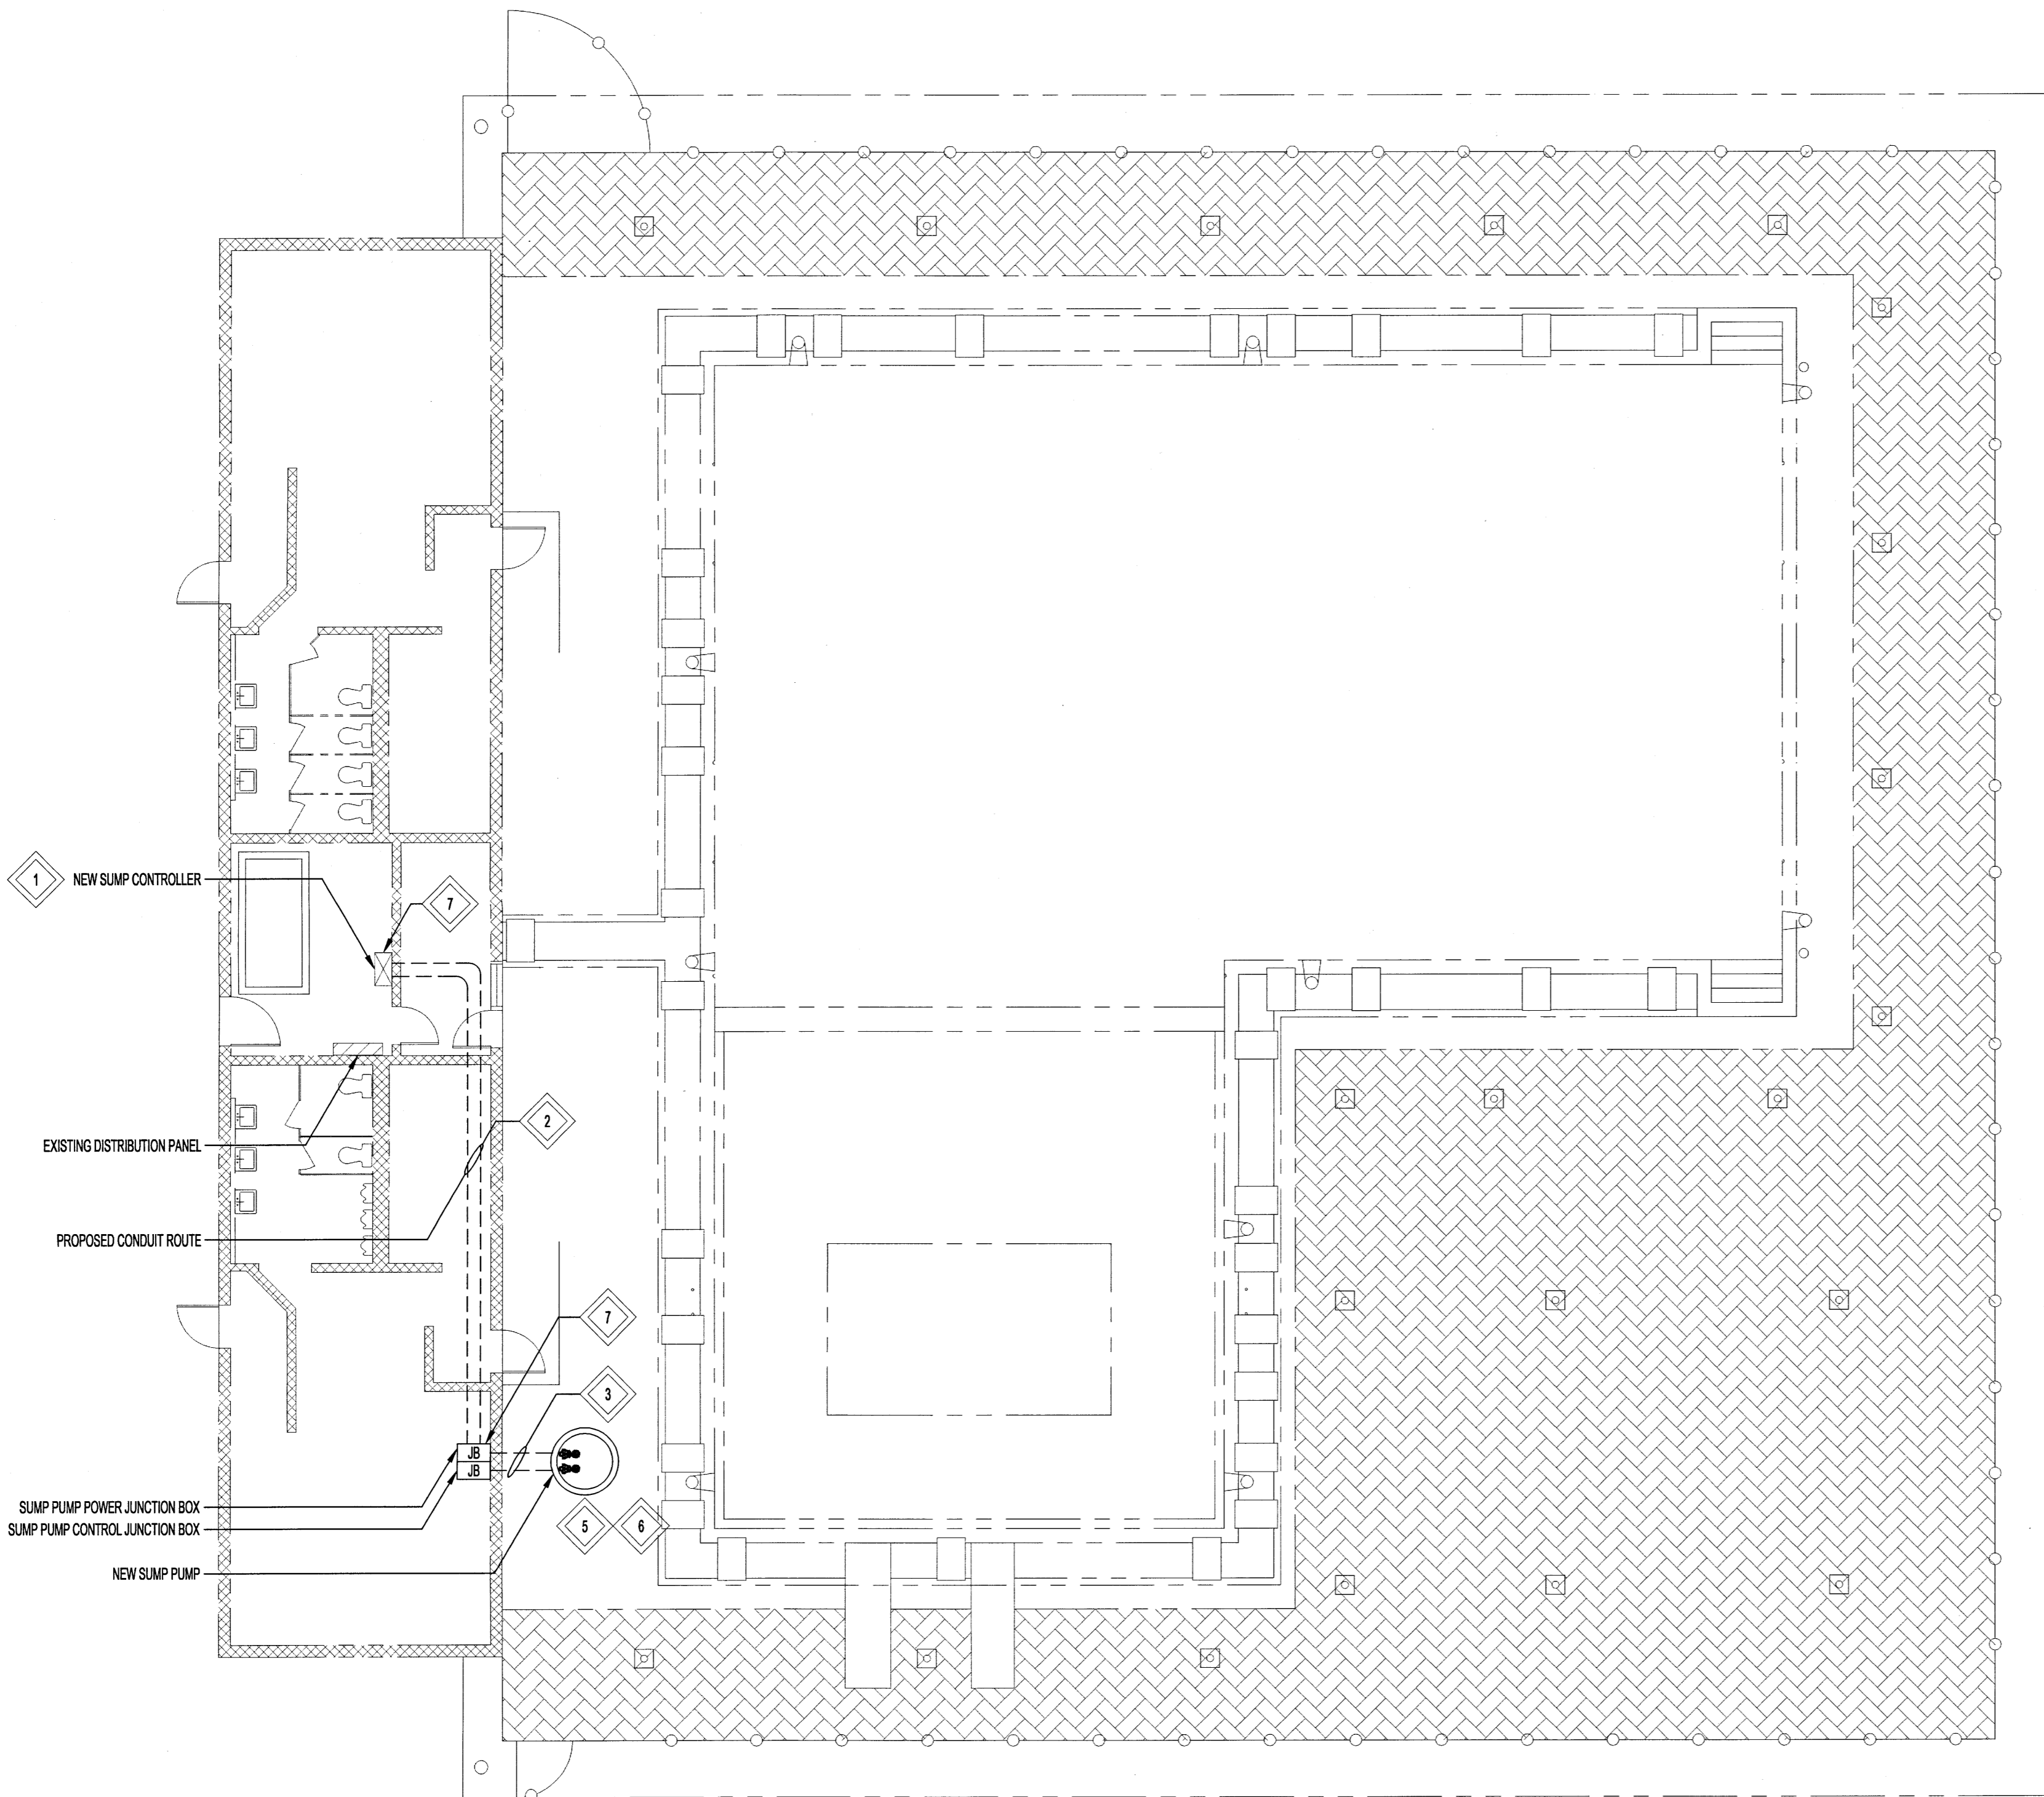 1 NEW SUMP CONTROLLER
7
2
EXISTING DISTRIBUTION PANEL
PROPOSED CONDUIT ROUTE
7
3
JB
JB
SUMP PUMP POWER JUNCTION BOX
SUMP PUMP CONTROL JUNCTION BOX
5 6
NEW SUMP PUMP